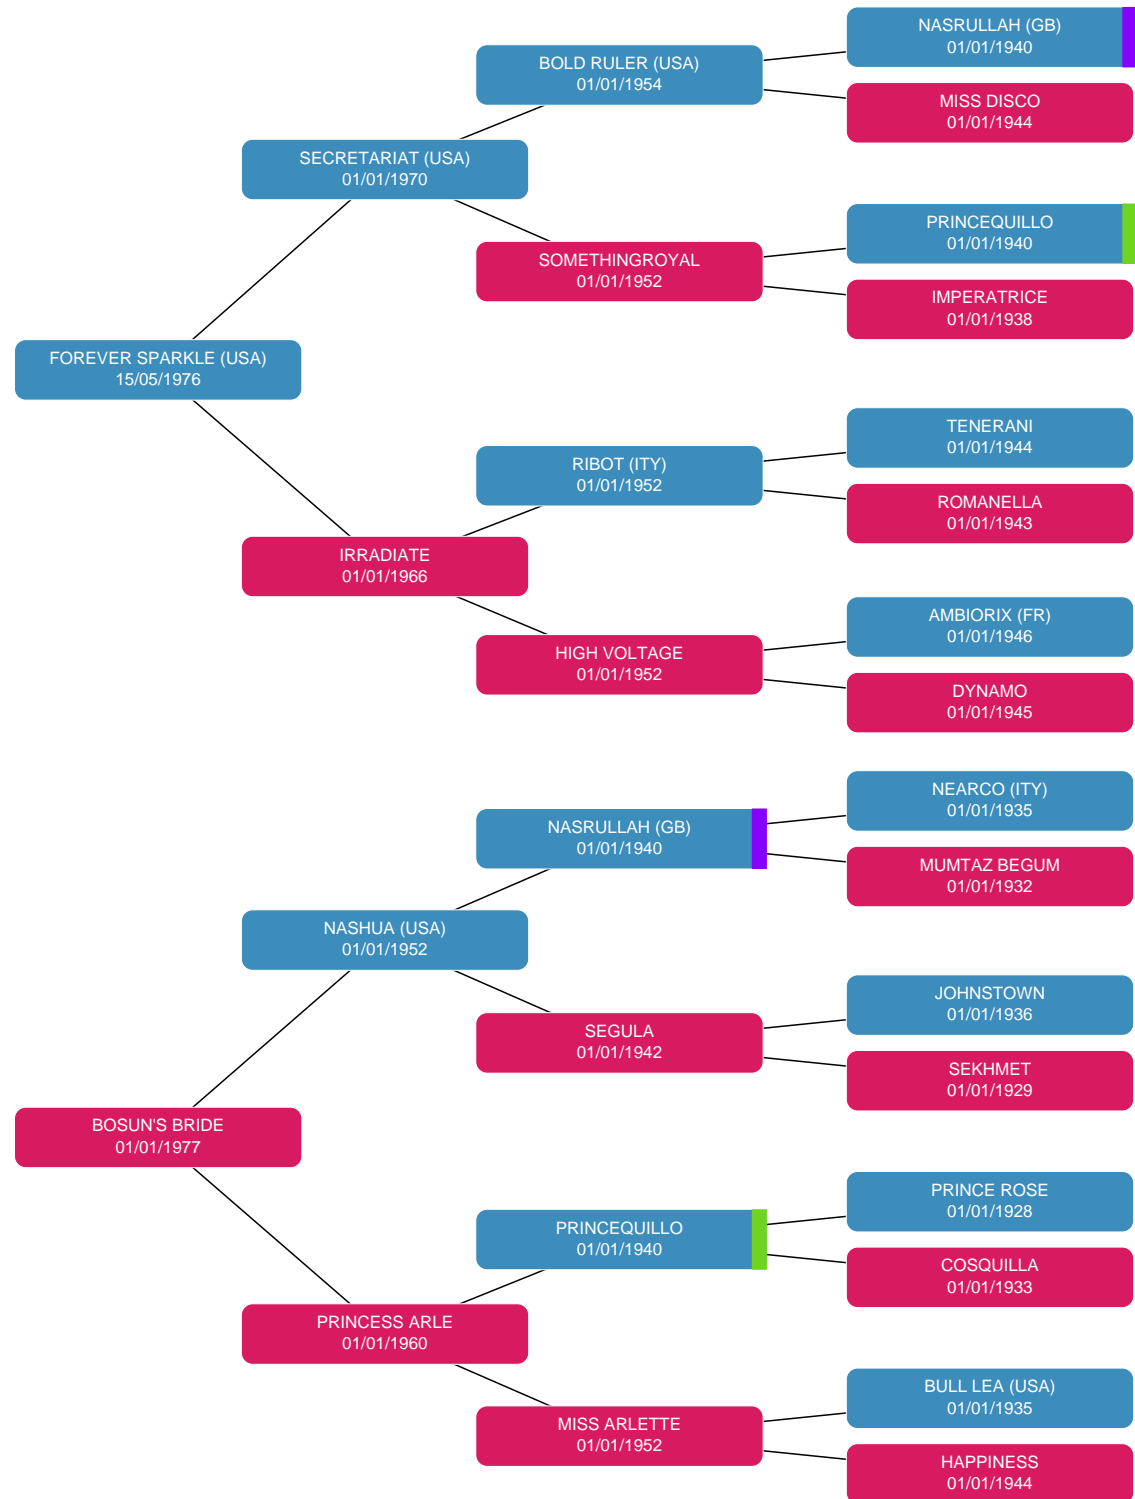 NASRULLAH (GB)
01/01/1940
BOLD RULER (USA)
01/01/1954
MISS DISCO
01/01/1944
SECRETARIAT (USA)
01/01/1970
PRINCEQUILLO
01/01/1940
SOMETHINGROYAL
01/01/1952
IMPERATRICE
01/01/1938
FOREVER SPARKLE (USA)
15/05/1976
TENERANI
01/01/1944
RIBOT (ITY)
01/01/1952
ROMANELLA
01/01/1943
IRRADIATE
01/01/1966
AMBIORIX (FR)
01/01/1946
HIGH VOLTAGE
01/01/1952
DYNAMO
01/01/1945
NEARCO (ITY)
01/01/1935
NASRULLAH (GB)
01/01/1940
MUMTAZ BEGUM
01/01/1932
NASHUA (USA)
01/01/1952
JOHNSTOWN
01/01/1936
SEGULA
01/01/1942
SEKHMET
01/01/1929
BOSUN'S BRIDE
01/01/1977
PRINCE ROSE
01/01/1928
PRINCEQUILLO
01/01/1940
COSQUILLA
01/01/1933
PRINCESS ARLE
01/01/1960
BULL LEA (USA)
01/01/1935
MISS ARLETTE
01/01/1952
HAPPINESS
01/01/1944